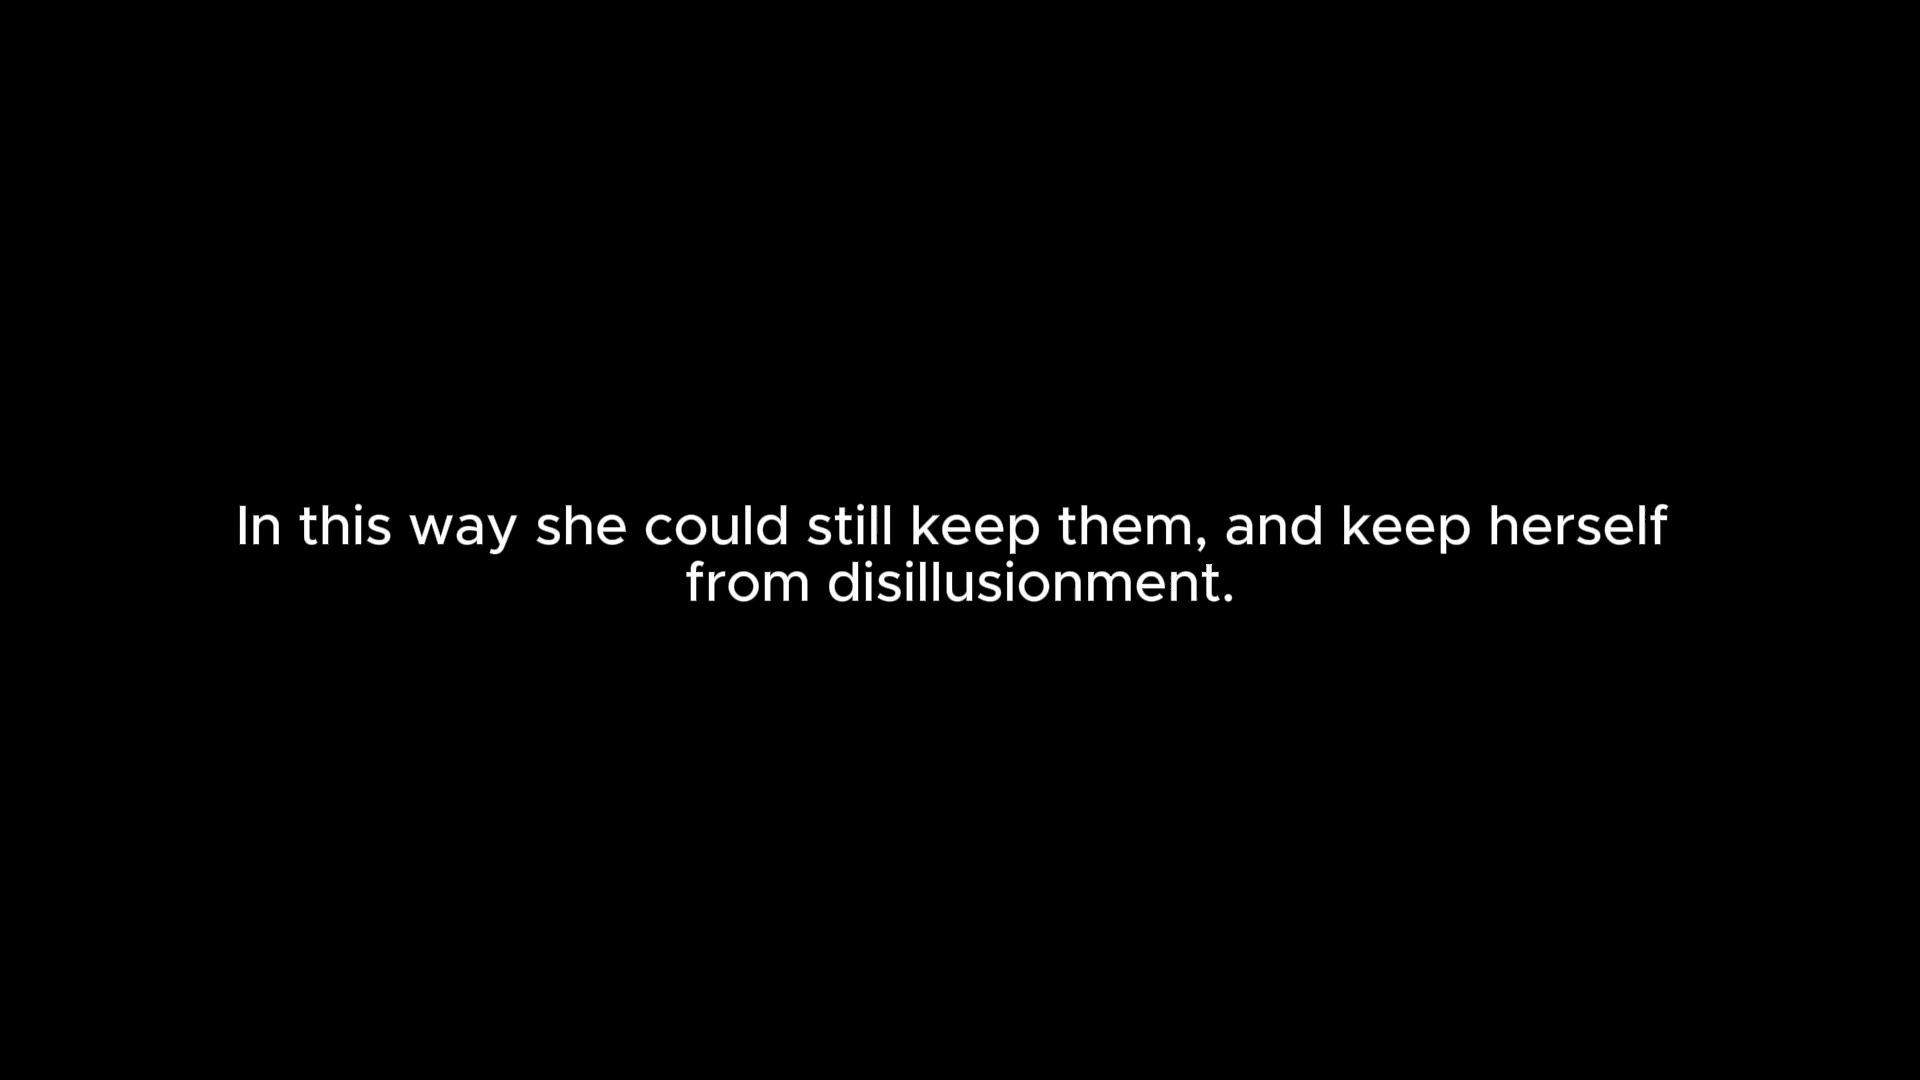 In this way she could still keep them, and keep herself
from disillusionment.